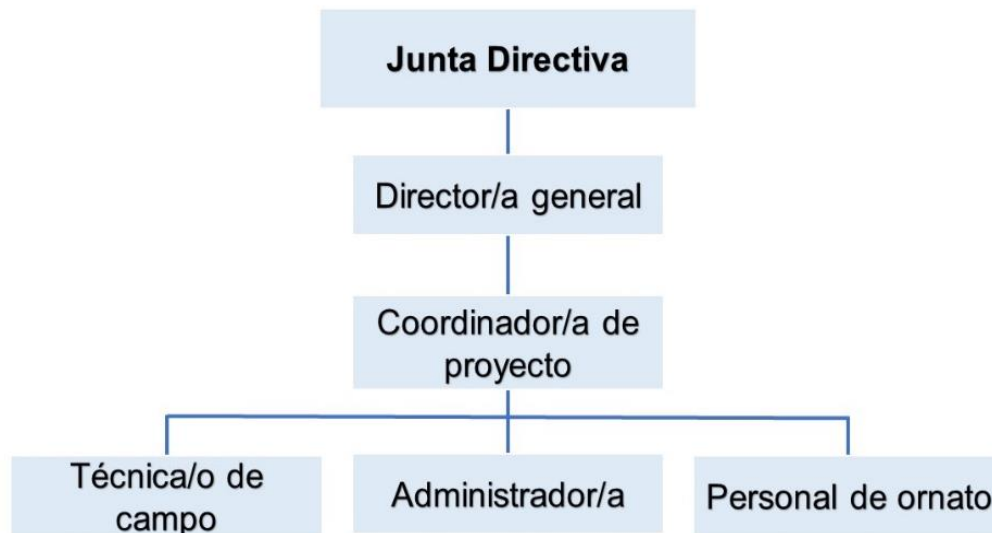 Junta Directiva
Director/a general
Coordinador/a de
proyecto
Técnica/o de
campo
Administrador/a
Personal de ornato